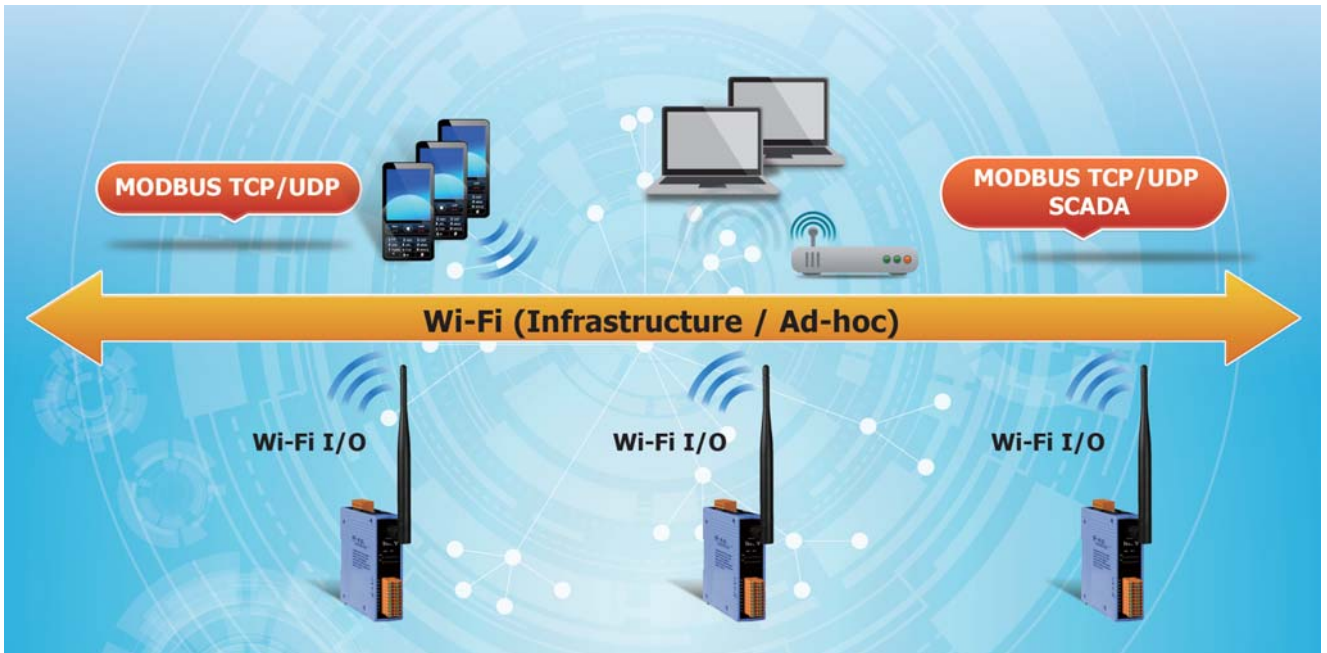 MODBUS TCP/UDP
MODBUS TCP/UDP
SCADA
Wi-Fi (Infrastructure / Ad-hoc)
Wi-Fi I/O
Wi-Fi I/O
Wi-Fi I/O